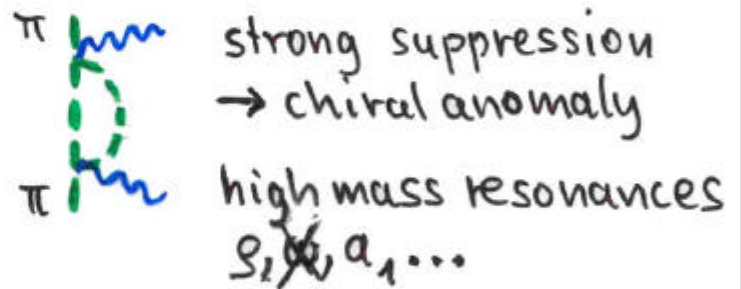 π
strong suppression
→ chiral anomaly
π
high mass resonances
ρ, a₁...